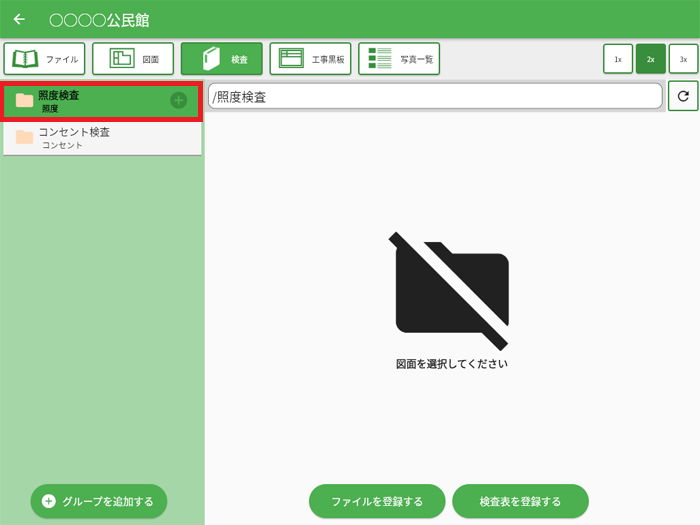 ○○○○公民館
ファイル
図面
検査
工事黒板
写真一覧
1x
2x
3x
照度検査
照度
/照度検査
コンセント検査
コンセント
図面を選択してください
グループを追加する
ファイルを登録する
検査表を登録する